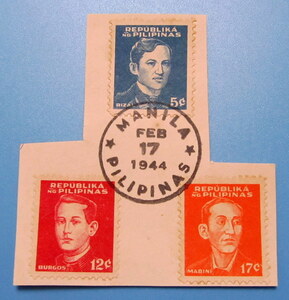 REPUBLIKA
NG PILIPINAS
RIZAL
5¢
MANILA
FEB
17
1944
PILIPINAS
REPUBLIKA
NG PILIPINAS
BURGOS
12¢
REPUBLIKA
NG PILIPINAS
MABINI
17¢